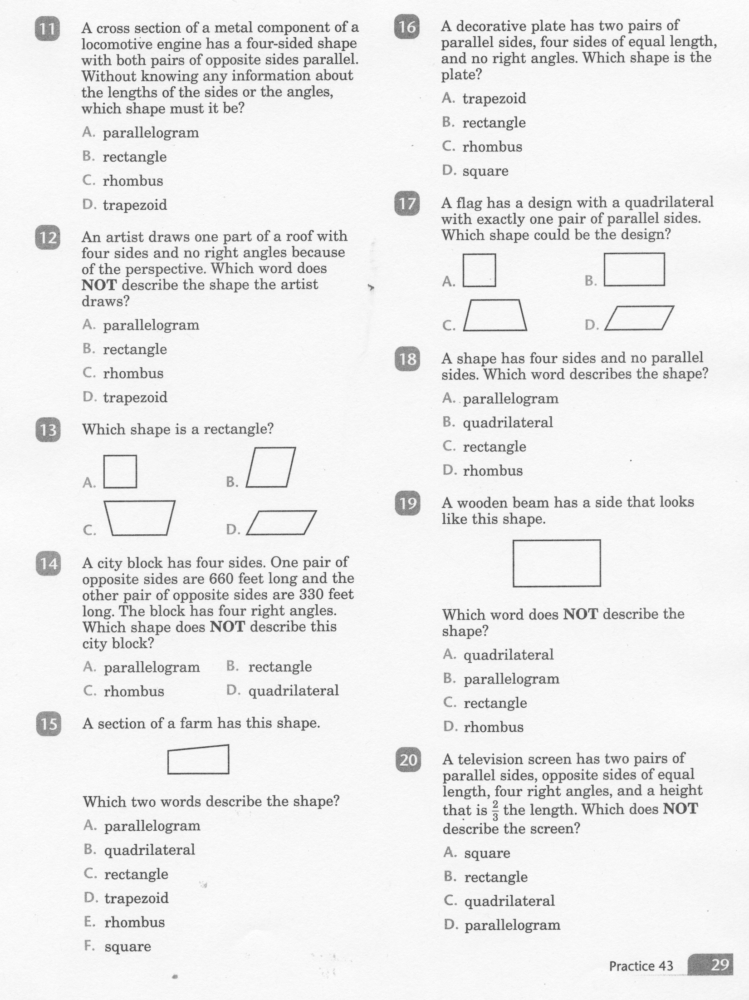 11 A cross section of a metal component of a
locomotive engine has a four-sided shape
with both pairs of opposite sides parallel.
Without knowing any information about
the lengths of the sides or the angles,
which shape must it be?
A. parallelogram
B. rectangle
C. rhombus
D. trapezoid
12 An artist draws one part of a roof with
four sides and no right angles because
of the perspective. Which word does
NOT describe the shape the artist
draws?
A. parallelogram
B. rectangle
C. rhombus
D. trapezoid
13 Which shape is a rectangle?
A. B.
C. D.
14 A city block has four sides. One pair of
opposite sides are 660 feet long and the
other pair of opposite sides are 330 feet
long. The block has four right angles.
Which shape does NOT describe this
city block?
A. parallelogram B. rectangle
C. rhombus D. quadrilateral
15 A section of a farm has this shape.
Which two words describe the shape?
A. parallelogram
B. quadrilateral
C. rectangle
D. trapezoid
E. rhombus
F. square
16 A decorative plate has two pairs of
parallel sides, four sides of equal length,
and no right angles. Which shape is the
plate?
A. trapezoid
B. rectangle
C. rhombus
D. square
17 A flag has a design with a quadrilateral
with exactly one pair of parallel sides.
Which shape could be the design?
A. B.
C. D.
18 A shape has four sides and no parallel
sides. Which word describes the shape?
A. parallelogram
B. quadrilateral
C. rectangle
D. rhombus
19 A wooden beam has a side that looks
like this shape.
Which word does NOT describe the
shape?
A. quadrilateral
B. parallelogram
C. rectangle
D. rhombus
20 A television screen has two pairs of
parallel sides, opposite sides of equal
length, four right angles, and a height
that is 2/3 the length. Which does NOT
describe the screen?
A. square
B. rectangle
C. quadrilateral
D. parallelogram
Practice 43 29